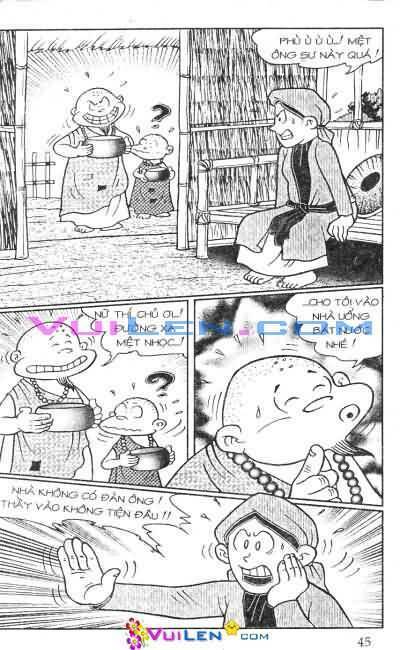 PHÙ Ù Ù Ù...! MỆT
ÔNG SƯ NÀY QUÁ!
?
NỮ THÍ CHỦ ƠI...!
ĐƯỜNG XA
MỆT NHỌC...!
...CHO TÔI VÀO
NHÀ UỐNG
BÁT NƯỚC
NHÉ!
VUILEN.COM
?
NHÀ KHÔNG CÓ ĐÀN ÔNG!
THẦY VÀO KHÔNG TIỆN ĐÂU!!
45
VUILEN.COM